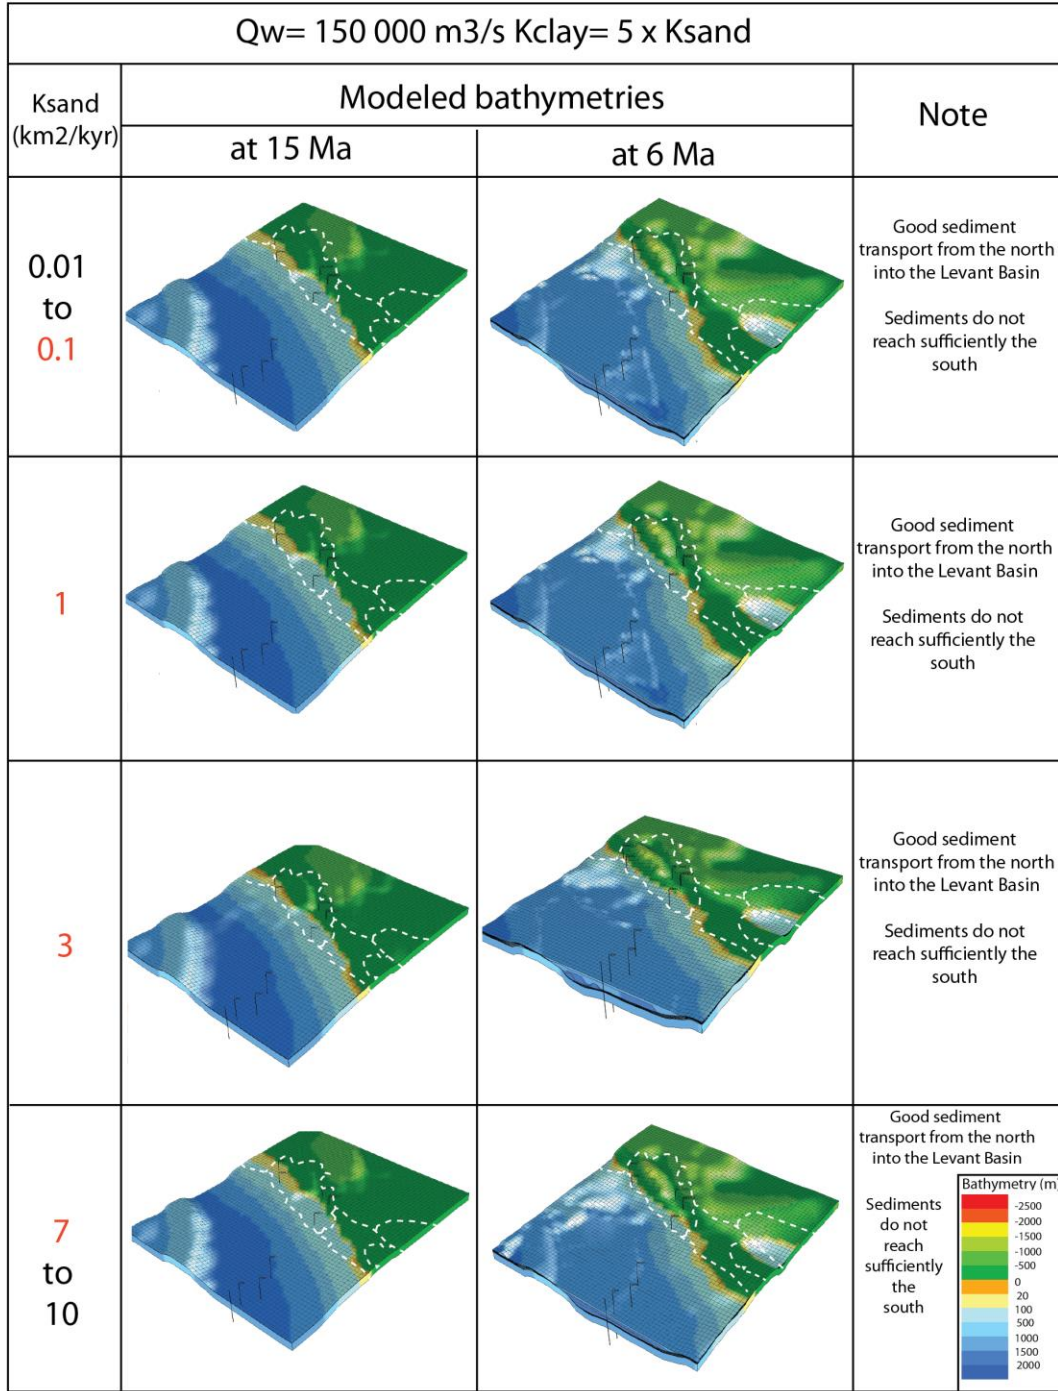 Qw= 150 000 m3/s Kclay= 5 x Ksand
Ksand
(km2/kyr)
Modeled bathymetries
Note
at 15 Ma
at 6 Ma
0.01
to
0.1
Good sediment
transport from the north
into the Levant Basin
Sediments do not
reach sufficiently the
south
1
Good sediment
transport from the north
into the Levant Basin
Sediments do not
reach sufficiently the
south
3
Good sediment
transport from the north
into the Levant Basin
Sediments do not
reach sufficiently the
south
7
to
10
Good sediment
transport from the north
into the Levant Basin
Sediments
do not
reach
sufficiently
the
south
Bathymetry (m)
-2500
-2000
-1500
-1000
-500
0
20
100
500
1000
1500
2000